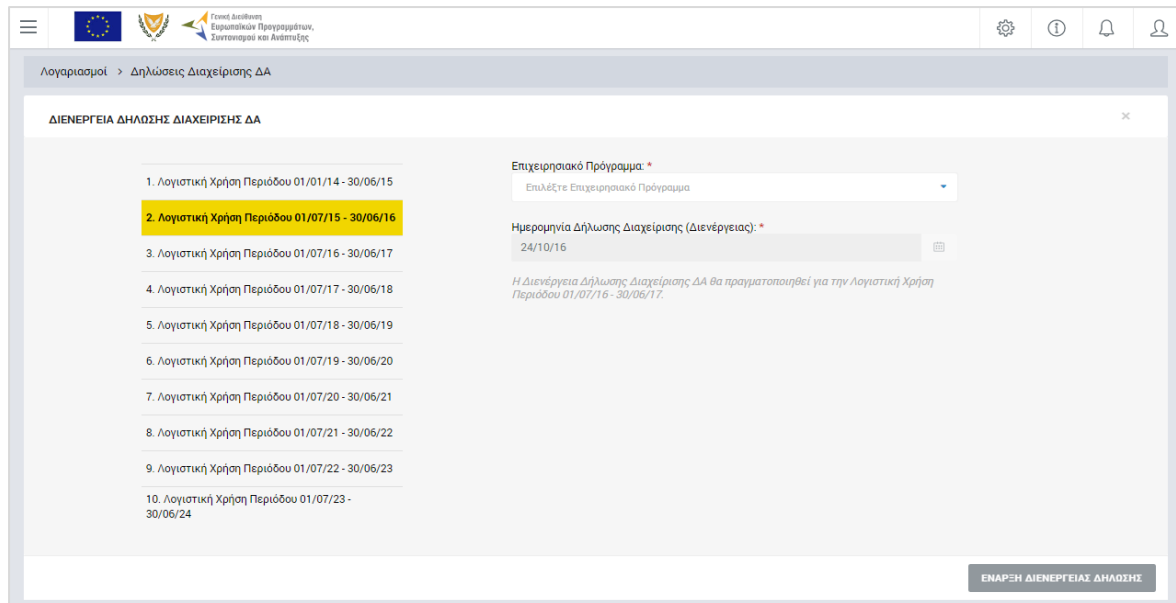 Γενική Διεύθυνση
Ευρωπαϊκών Προγραμμάτων,
Συντονισμού και Ανάπτυξης
Λογαριασμοί > Δηλώσεις Διαχείρισης ΔΑ
ΔΙΕΝΕΡΓΕΙΑ ΔΗΛΩΣΗΣ ΔΙΑΧΕΙΡΙΣΗΣ ΔΑ
1. Λογιστική Χρήση Περιόδου 01/01/14 - 30/06/15
2. Λογιστική Χρήση Περιόδου 01/07/15 - 30/06/16
3. Λογιστική Χρήση Περιόδου 01/07/16 - 30/06/17
4. Λογιστική Χρήση Περιόδου 01/07/17 - 30/06/18
5. Λογιστική Χρήση Περιόδου 01/07/18 - 30/06/19
6. Λογιστική Χρήση Περιόδου 01/07/19 - 30/06/20
7. Λογιστική Χρήση Περιόδου 01/07/20 - 30/06/21
8. Λογιστική Χρήση Περιόδου 01/07/21 - 30/06/22
9. Λογιστική Χρήση Περιόδου 01/07/22 - 30/06/23
10. Λογιστική Χρήση Περιόδου 01/07/23 -
30/06/24
Επιχειρησιακό Πρόγραμμα: *
Επιλέξτε Επιχειρησιακό Πρόγραμμα
Ημερομηνία Δήλωσης Διαχείρισης (Διενέργειας): *
24/10/16
Η Διενέργεια Δήλωσης Διαχείρισης ΔΑ θα πραγματοποιηθεί για την Λογιστική Χρήση
Περιόδου 01/07/16 - 30/06/17.
ΕΝΑΡΞΗ ΔΙΕΝΕΡΓΕΙΑΣ ΔΗΛΩΣΗΣ